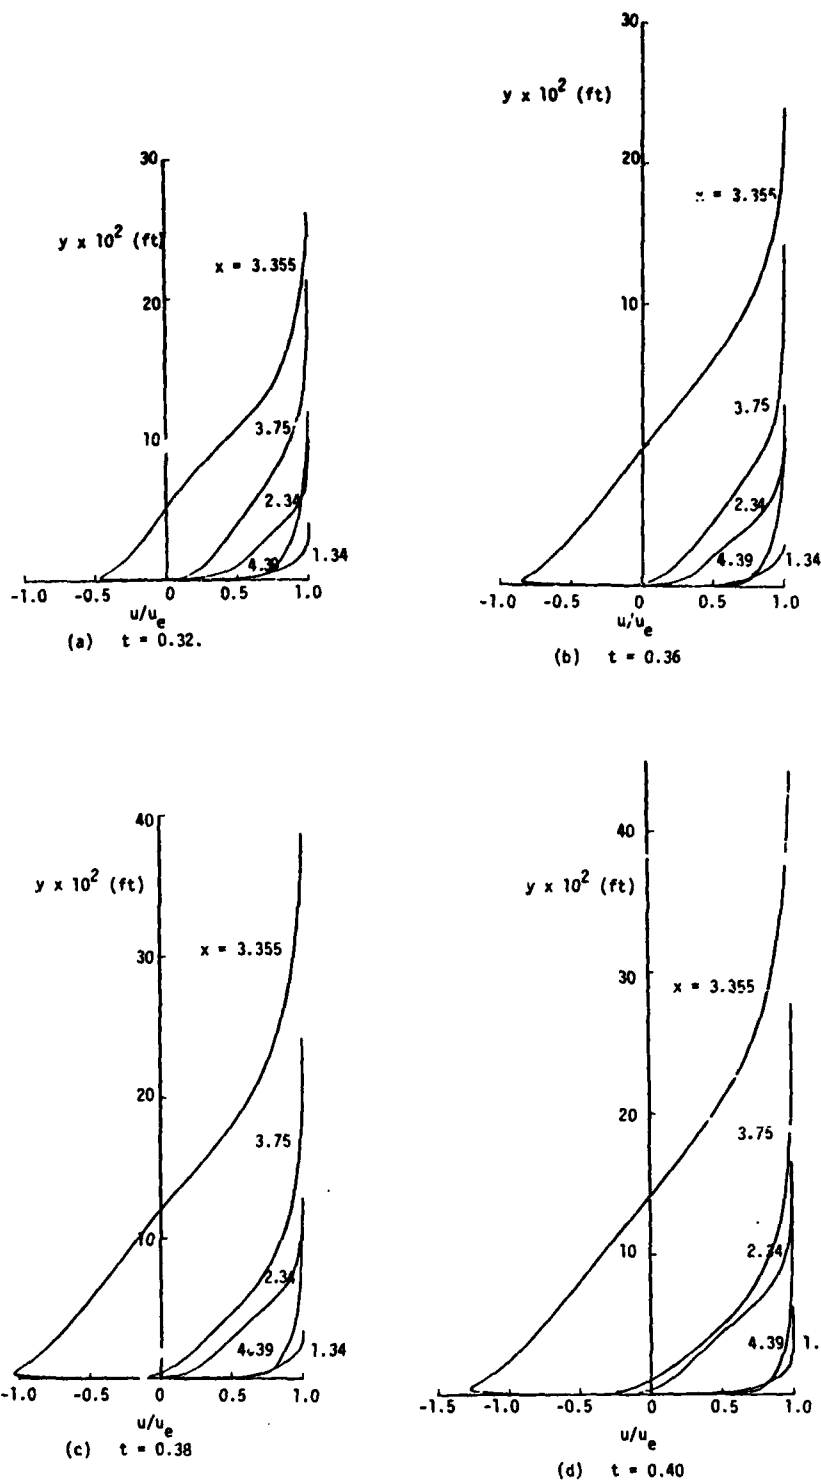 30
y x 10² (ft)
x = 3.355
20
10
3.75
2.34
4.39
1.34
-1.0 -0.5 0 0.5 1.0
u/u_e
(a) t = 0.32.
30
y x 10² (ft)
20
x = 3.355
10
3.75
2.34
4.39
1.34
-1.0 -0.5 0 0.5 1.0
u/u_e
(b) t = 0.36
40
y x 10² (ft)
30
x = 3.355
20
3.75
10
2.34
4.39
1.34
-1.0 -0.5 0 0.5 1.0
u/u_e
(c) t = 0.38
40
y x 10² (ft)
30
x = 3.355
20
3.75
10
2.34
4.39
1.
-1.5 -1.0 -0.5 0 0.5 1.0
u/u_e
(d) t = 0.40